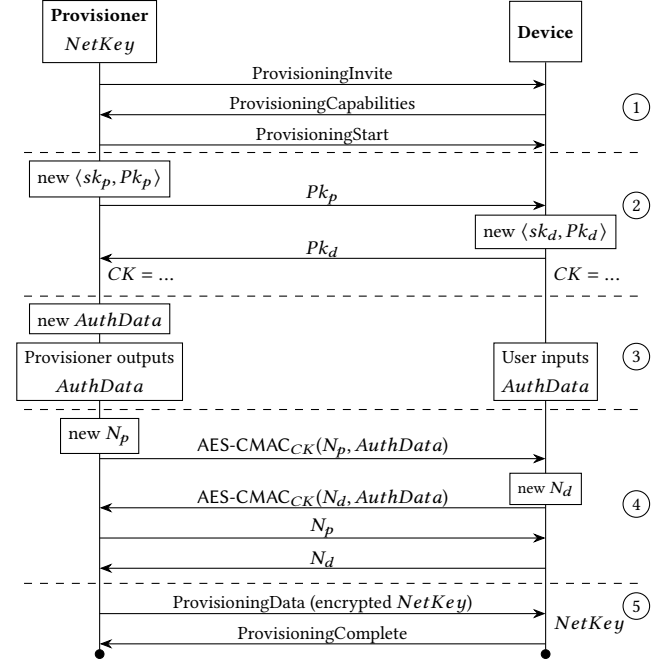 Provisioner
NetKey
Device
ProvisioningInvite
ProvisioningCapabilities
1
ProvisioningStart
new ⟨sk_p, Pk_p⟩
Pk_p
2
new ⟨sk_d, Pk_d⟩
Pk_d
CK = ...
CK = ...
new AuthData
Provisioner outputs
AuthData
User inputs
AuthData
3
new N_p
AES-CMAC_CK(N_p, AuthData)
new N_d
AES-CMAC_CK(N_d, AuthData)
4
N_p
N_d
ProvisioningData (encrypted NetKey)
5
NetKey
ProvisioningComplete